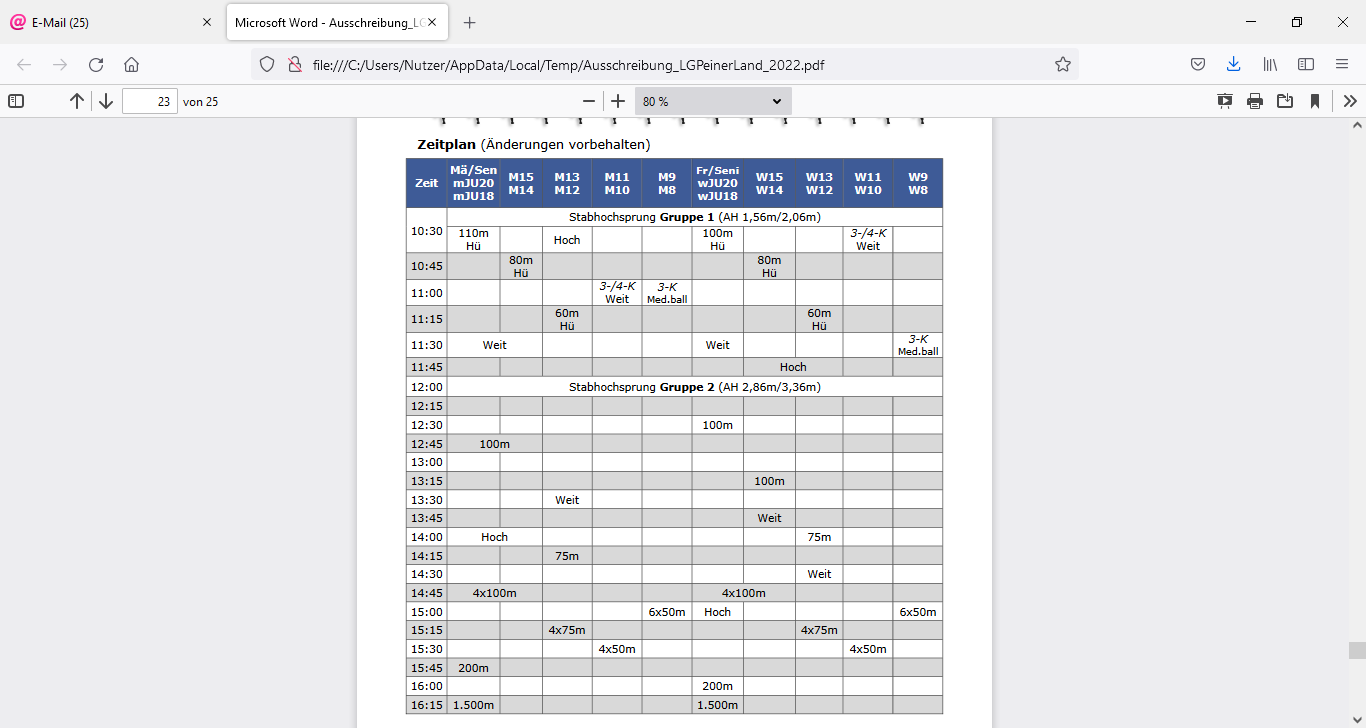 E-Mail (25)
Microsoft Word - Ausschreibung_LG
file:///C:/Users/Nutzer/AppData/Local/Temp/Ausschreibung_LGPeinerLand_2022.pdf
23 von 25
80 %
Zeitplan (Änderungen vorbehalten)
Zeit Mä/Sen mJU20 mJU18 M15 M14 M13 M12 M11 M10 M9 M8 Fr/Seni wJU20 wJU18 W15 W14 W13 W12 W11 W10 W9 W8
Stabhochsprung Gruppe 1 (AH 1,56m/2,06m)
10:30 110m Hü Hoch 100m Hü 3-/4-K Weit
10:45 80m Hü 80m Hü
11:00 3-/4-K Weit 3-K Med.ball
11:15 60m Hü 60m Hü
11:30 Weit Weit 3-K Med.ball
11:45 Hoch
12:00 Stabhochsprung Gruppe 2 (AH 2,86m/3,36m)
12:15
12:30 100m
12:45 100m
13:00
13:15 100m
13:30 Weit
13:45 Weit
14:00 Hoch 75m
14:15 75m
14:30 Weit
14:45 4x100m 4x100m
15:00 6x50m Hoch 6x50m
15:15 4x75m 4x75m
15:30 4x50m 4x50m
15:45 200m
16:00 200m
16:15 1.500m 1.500m